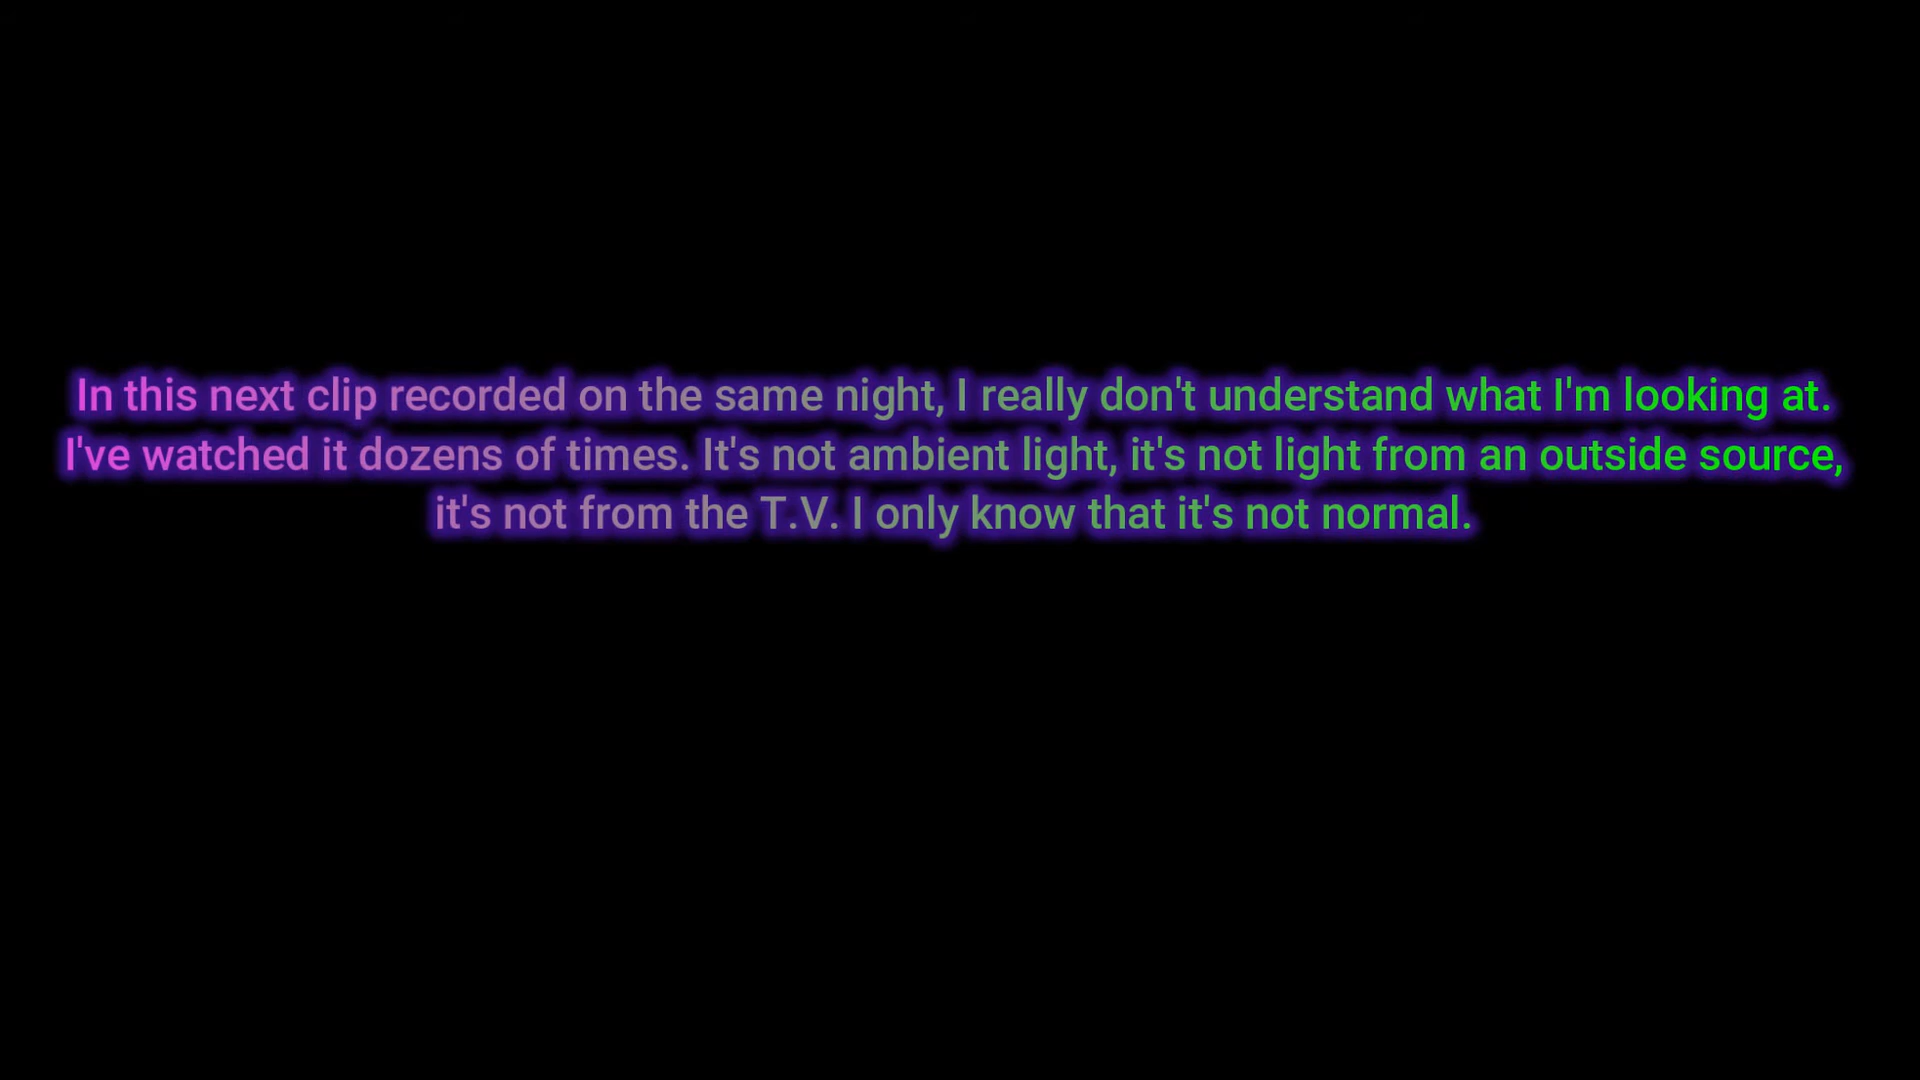 In this next clip recorded on the same night, I really don't understand what I'm looking at.
I've watched it dozens of times. It's not ambient light, it's not light from an outside source,
it's not from the T.V. I only know that it's not normal.